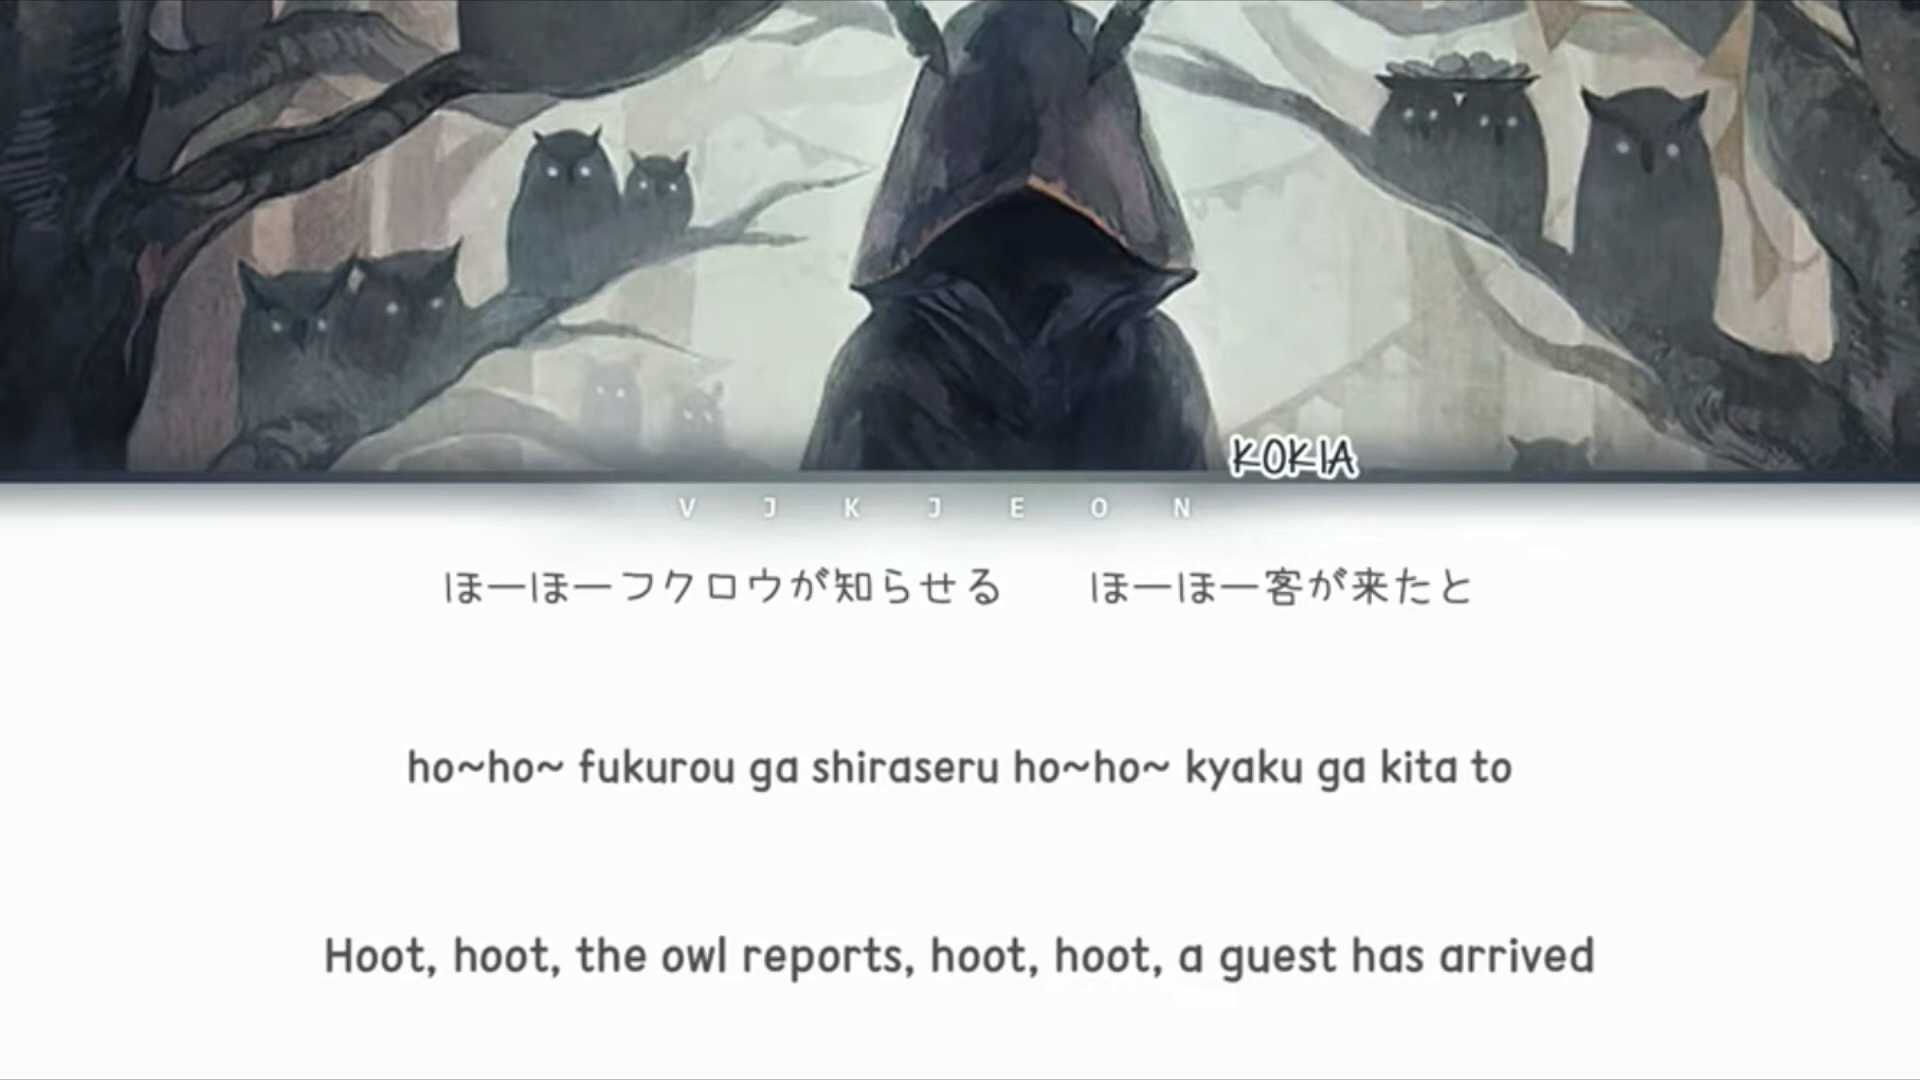 KOKIA
VJKJEON
ほーほーフクロウが知らせる　　ほーほー客が来たと
ho~ho~ fukurou ga shiraseru ho~ho~ kyaku ga kita to
Hoot, hoot, the owl reports, hoot, hoot, a guest has arrived